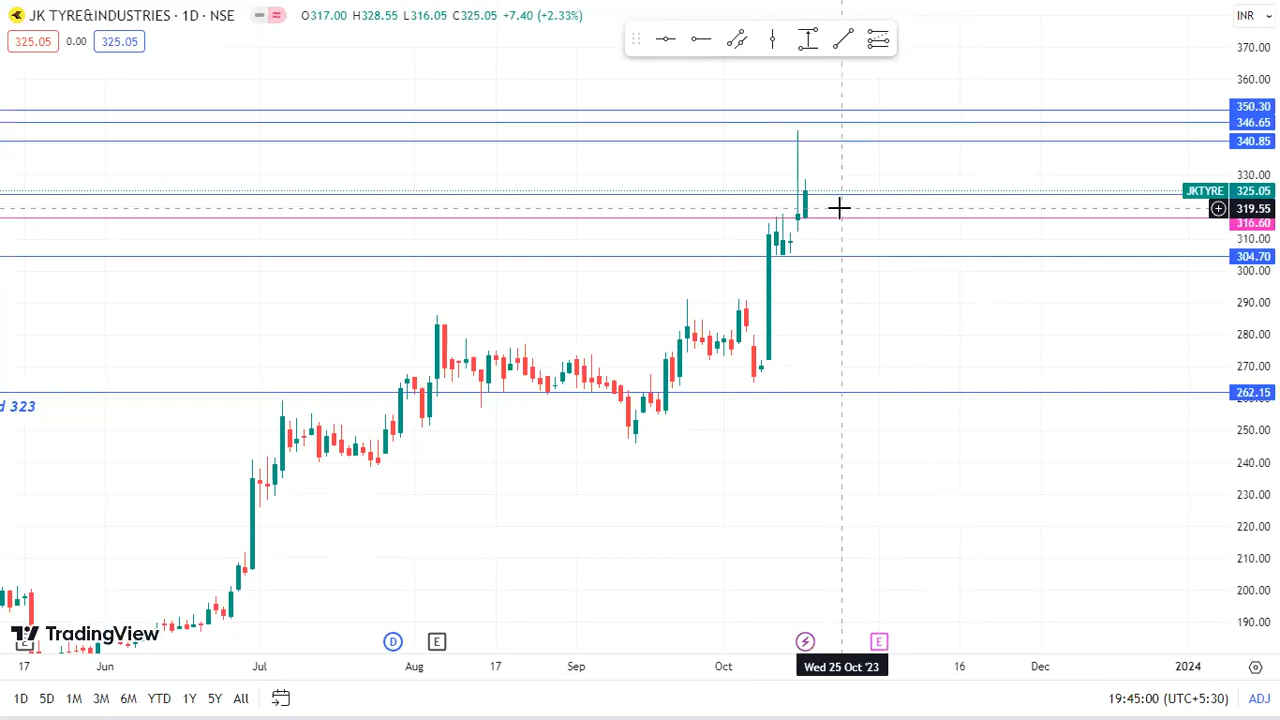 JK TYRE&INDUSTRIES · 1D · NSE
O317.00 H328.55 L316.05 C325.05 +7.40 (+2.33%)
325.05 0.00 325.05
INR
370.00
360.00
350.30
346.65
340.85
330.00
JKTYRE 325.05
319.55
316.60
310.00
304.70
300.00
290.00
280.00
270.00
262.15
d 323
250.00
240.00
230.00
220.00
210.00
200.00
190.00
TradingView
D E E
17 Jun Jul Aug 17 Sep Oct Wed 25 Oct '23 16 Dec 2024
1D 5D 1M 3M 6M YTD 1Y 5Y All 19:45:00 (UTC+5:30) ADJ